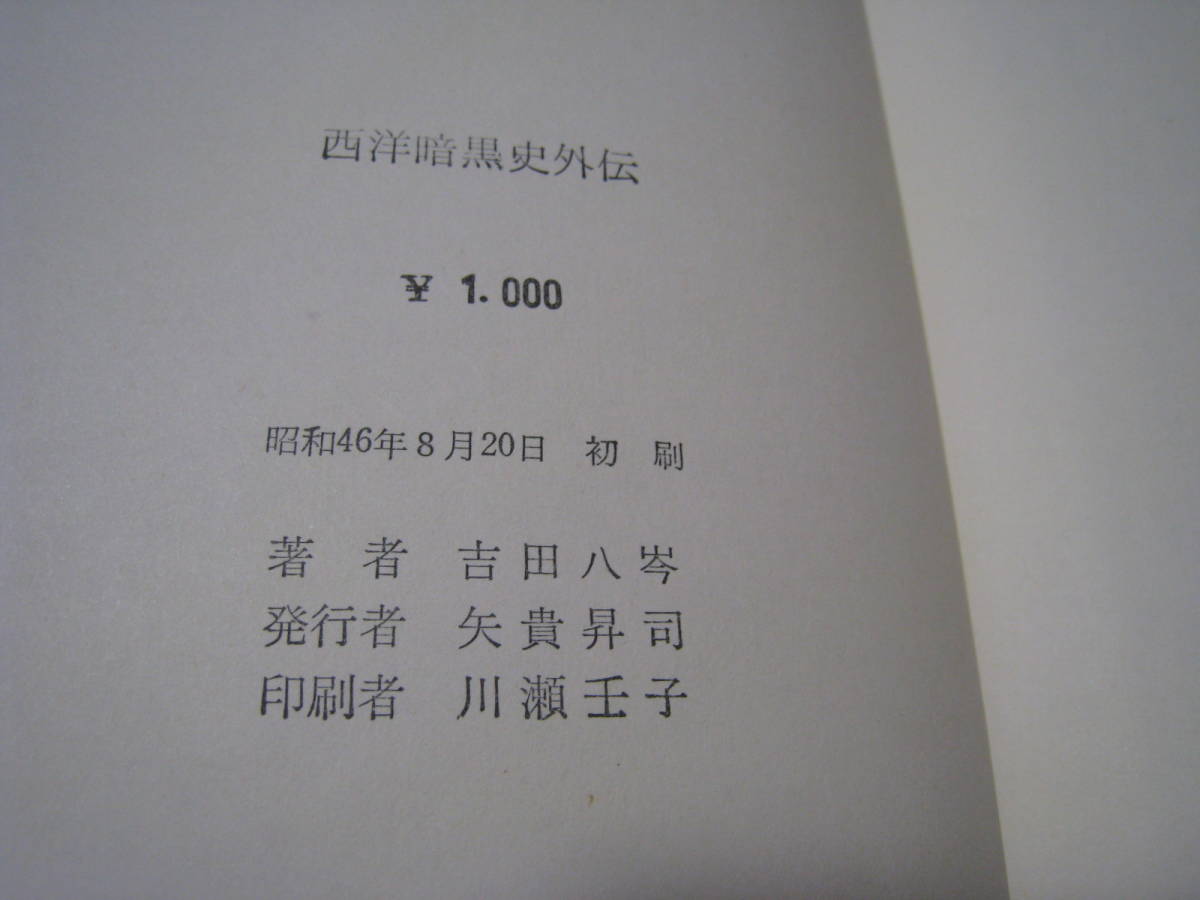 西洋暗黒史外伝
¥ 1.000
昭和46年8月20日 初 刷
著 者 吉田八岑
発行者 矢貴昇司
印刷者 川瀬壬子